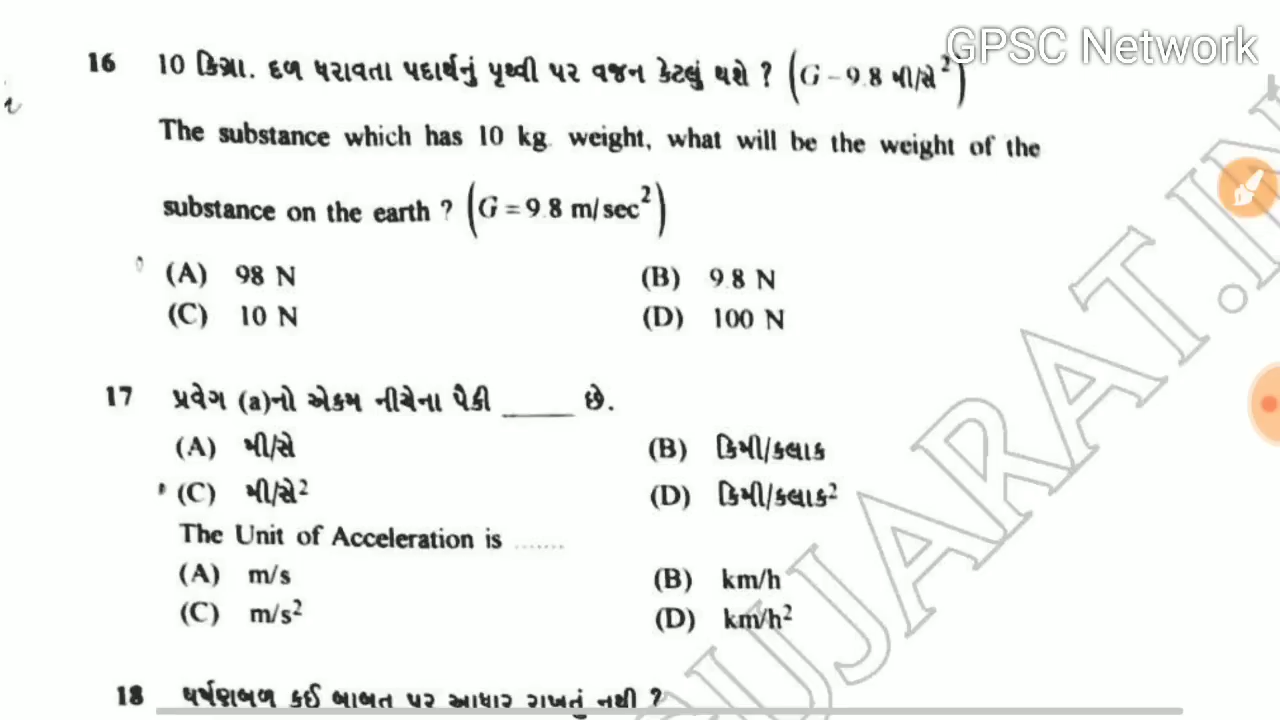 GPSC Network
16 10 કિગ્રા. દળ ધરાવતા પદાર્થનું પૃથ્વી પર વજન કેટલું થશે ? (G – 9.8 મી/સે²)
The substance which has 10 kg. weight, what will be the weight of the
substance on the earth ? (G = 9.8 m/sec²)
(A) 98 N (B) 9.8 N
(C) 10 N (D) 100 N
17 પ્રવેગ (a)નો એકમ નીચેના પૈકી _____ છે.
(A) મી/સે (B) કિમી/કલાક
(C) મી/સે² (D) કિમી/કલાક²
The Unit of Acceleration is .......
(A) m/s (B) km/h
(C) m/s² (D) km/h²
18 ઘર્ષણબળ કઈ બાબત પર આધાર રાખતું નથી ?
GUJARAT.IN